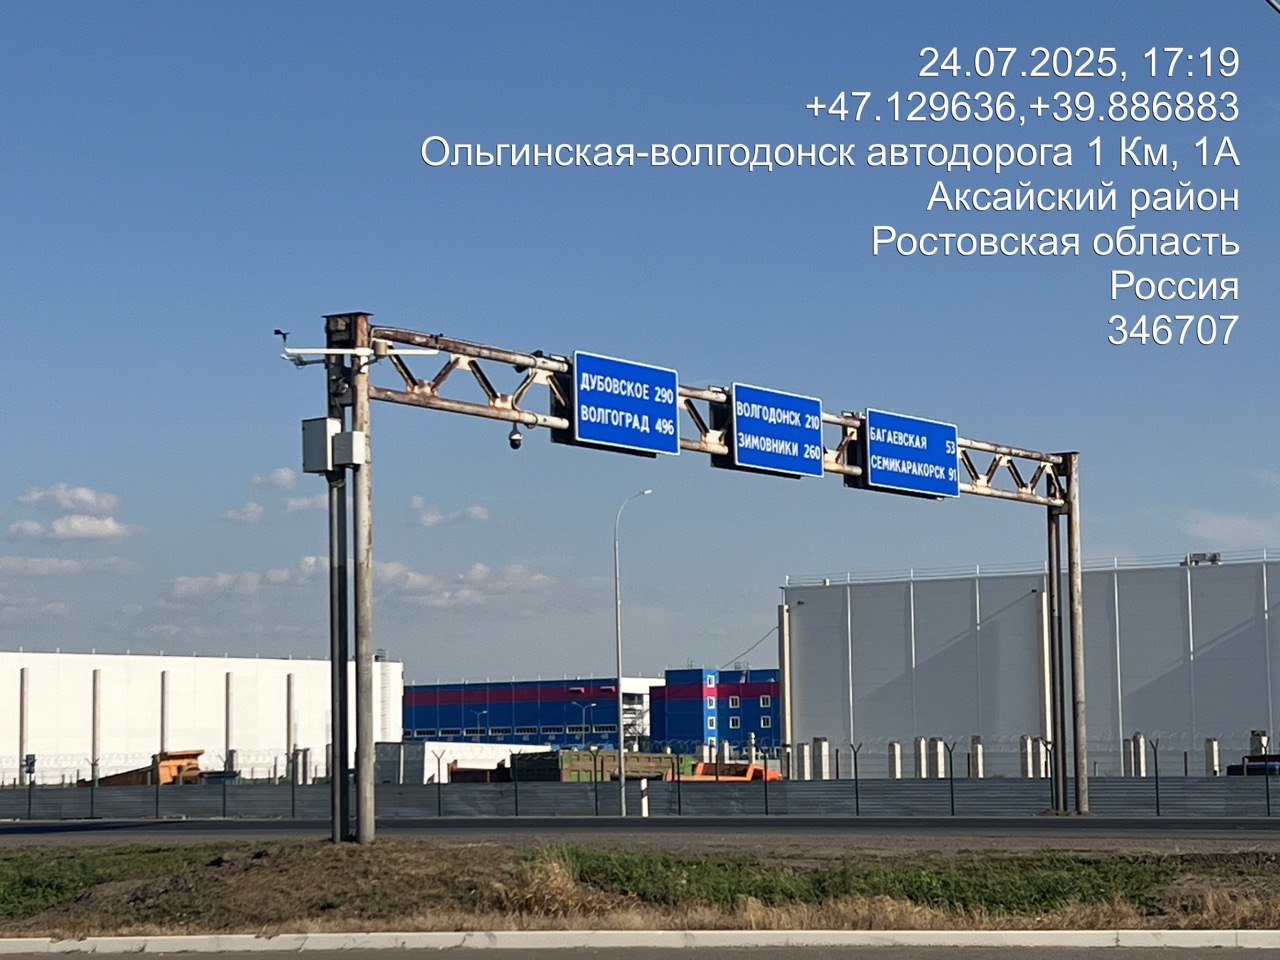 24.07.2025, 17:19
+47.129636,+39.886883
Ольгинская-волгодонск автодорога 1 Км, 1А
Аксайский район
Ростовская область
Россия
346707
ДУБОВСКОЕ 290
ВОЛГОГРАД 496
ВОЛГОДОНСК 210
ЗИМОВНИКИ 260
БАГАЕВСКАЯ 53
СЕМИКАРАКОРСК 91